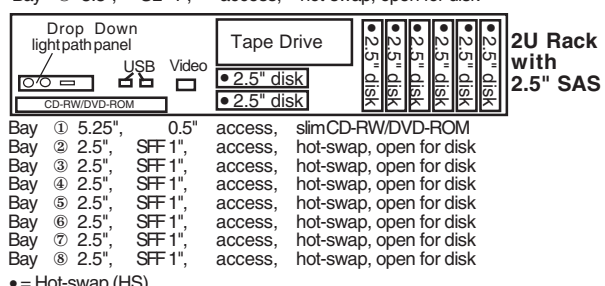 Drop Down
lightpath panel
USB
Video
CD-RW/DVD-ROM
Tape Drive
• 2.5" disk
• 2.5" disk
• 2.5" disk
• 2.5" disk
• 2.5" disk
• 2.5" disk
• 2.5" disk
• 2.5" disk
2U Rack
with
2.5" SAS
Bay ① 5.25", 0.5" access, slimCD-RW/DVD-ROM
Bay ② 2.5", SFF 1", access, hot-swap, open for disk
Bay ③ 2.5", SFF 1", access, hot-swap, open for disk
Bay ④ 2.5", SFF 1", access, hot-swap, open for disk
Bay ⑤ 2.5", SFF 1", access, hot-swap, open for disk
Bay ⑥ 2.5", SFF 1", access, hot-swap, open for disk
Bay ⑦ 2.5", SFF 1", access, hot-swap, open for disk
Bay ⑧ 2.5", SFF 1", access, hot-swap, open for disk
• = Hot-swap (HS)